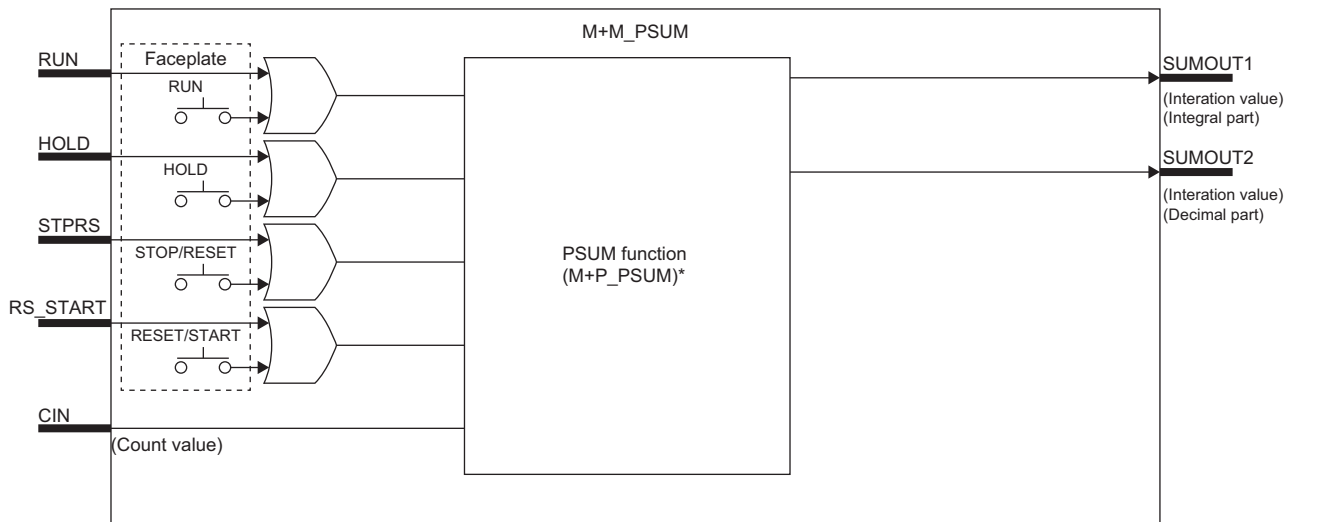 M+M_PSUM
RUN
Faceplate
RUN
HOLD
HOLD
STPRS
STOP/RESET
RS_START
RESET/START
CIN
(Count value)
PSUM function
(M+P_PSUM)*
SUMOUT1
(Interation value)
(Integral part)
SUMOUT2
(Interation value)
(Decimal part)